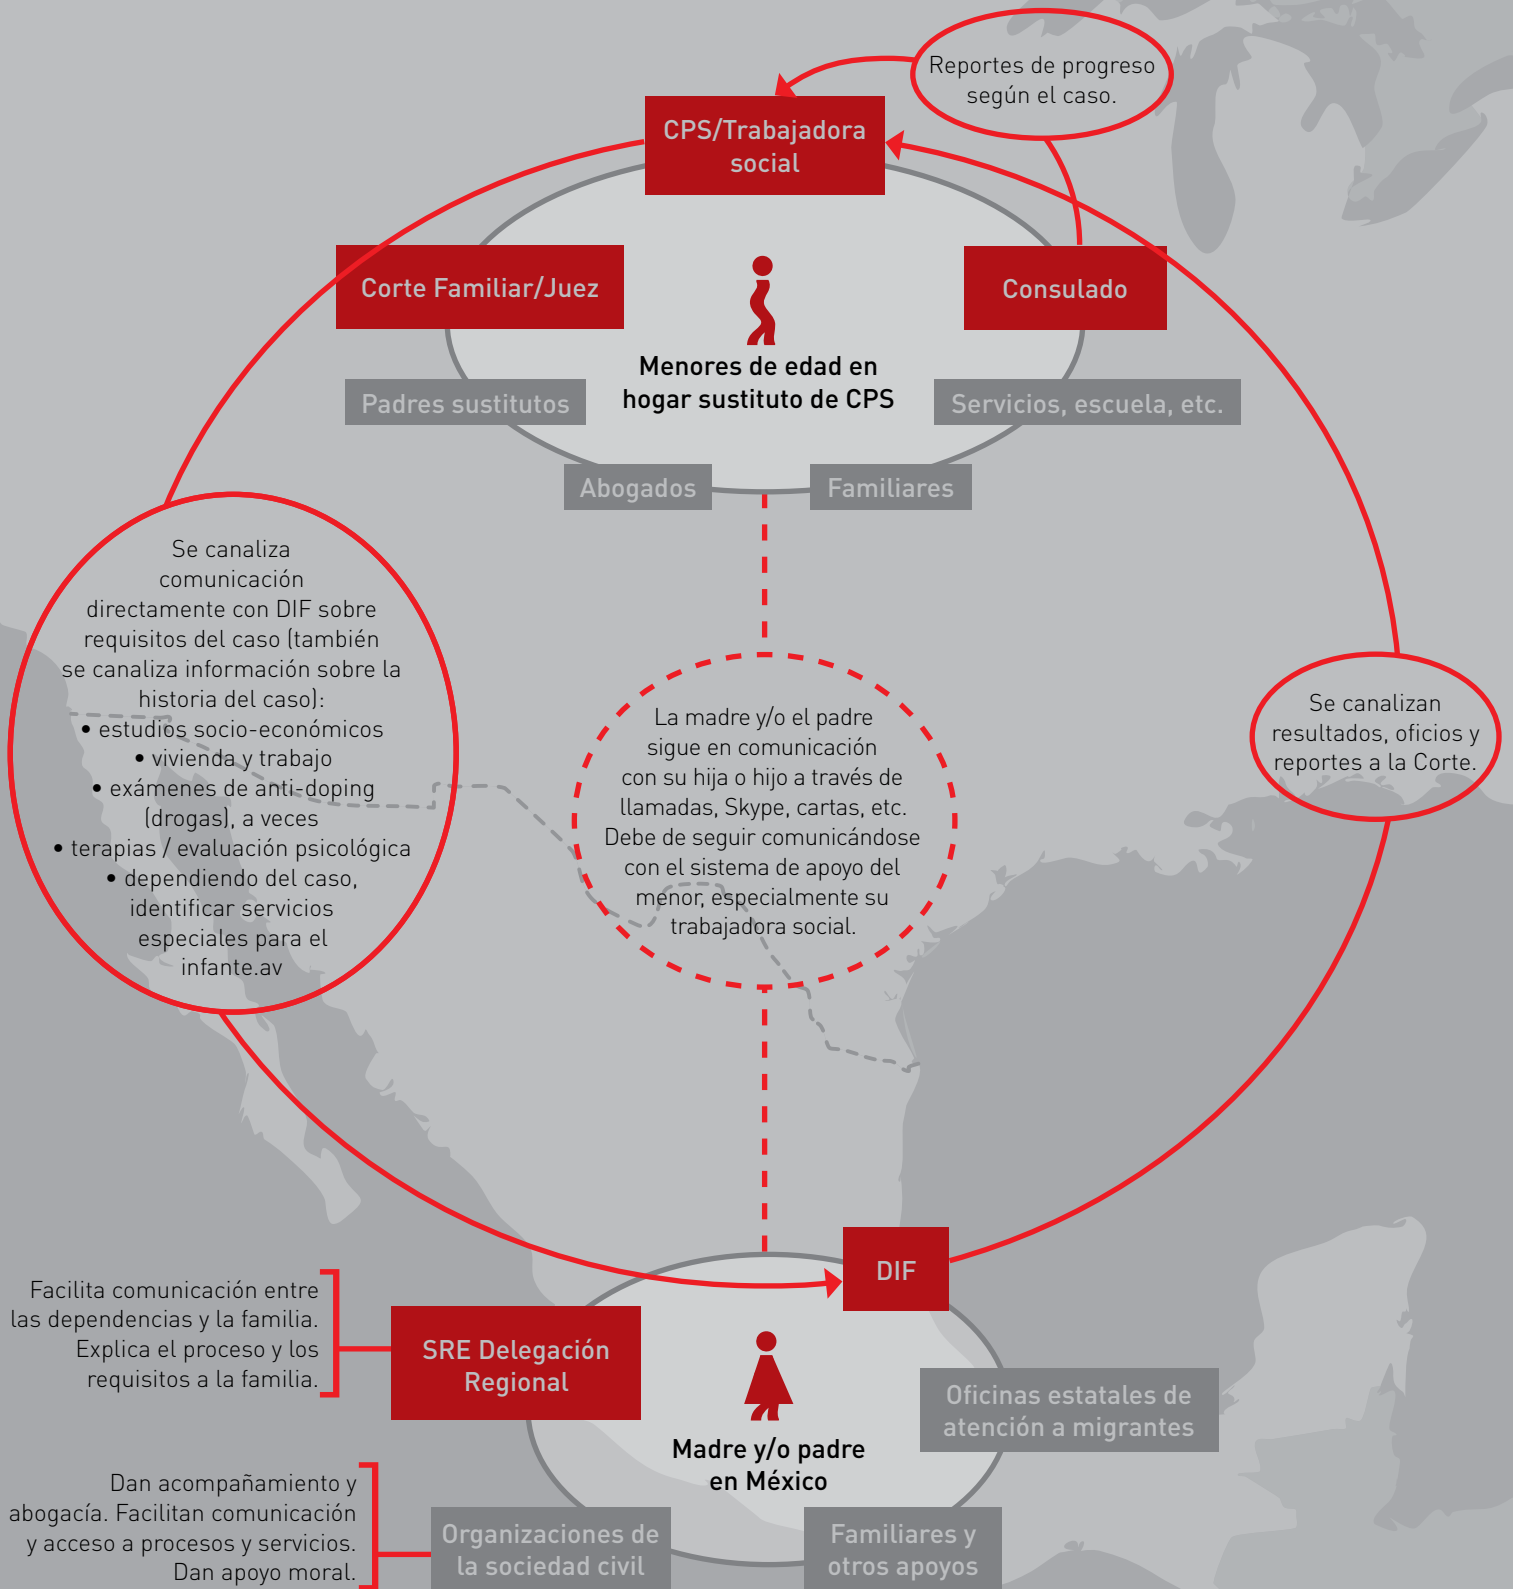 Reportes de progreso
según el caso.
CPS/Trabajadora
social
Corte Familiar/Juez
Consulado
Menores de edad en
hogar sustituto de CPS
Padres sustitutos
Servicios, escuela, etc.
Abogados
Familiares
Se canaliza
comunicación
directamente con DIF sobre
requisitos del caso (también
se canaliza información sobre la
historia del caso):
• estudios socio-económicos
• vivienda y trabajo
• exámenes de anti-doping
(drogas), a veces
• terapias / evaluación psicológica
• dependiendo del caso,
identificar servicios
especiales para el
infante.av
La madre y/o el padre
sigue en comunicación
con su hija o hijo a través de
llamadas, Skype, cartas, etc.
Debe de seguir comunicándose
con el sistema de apoyo del
menor, especialmente su
trabajadora social.
Se canalizan
resultados, oficios y
reportes a la Corte.
DIF
Facilita comunicación entre
las dependencias y la familia.
Explica el proceso y los
requisitos a la familia.
SRE Delegación
Regional
Oficinas estatales de
atención a migrantes
Madre y/o padre
en México
Dan acompañamiento y
abogacía. Facilitan comunicación
y acceso a procesos y servicios.
Dan apoyo moral.
Organizaciones de
la sociedad civil
Familiares y
otros apoyos